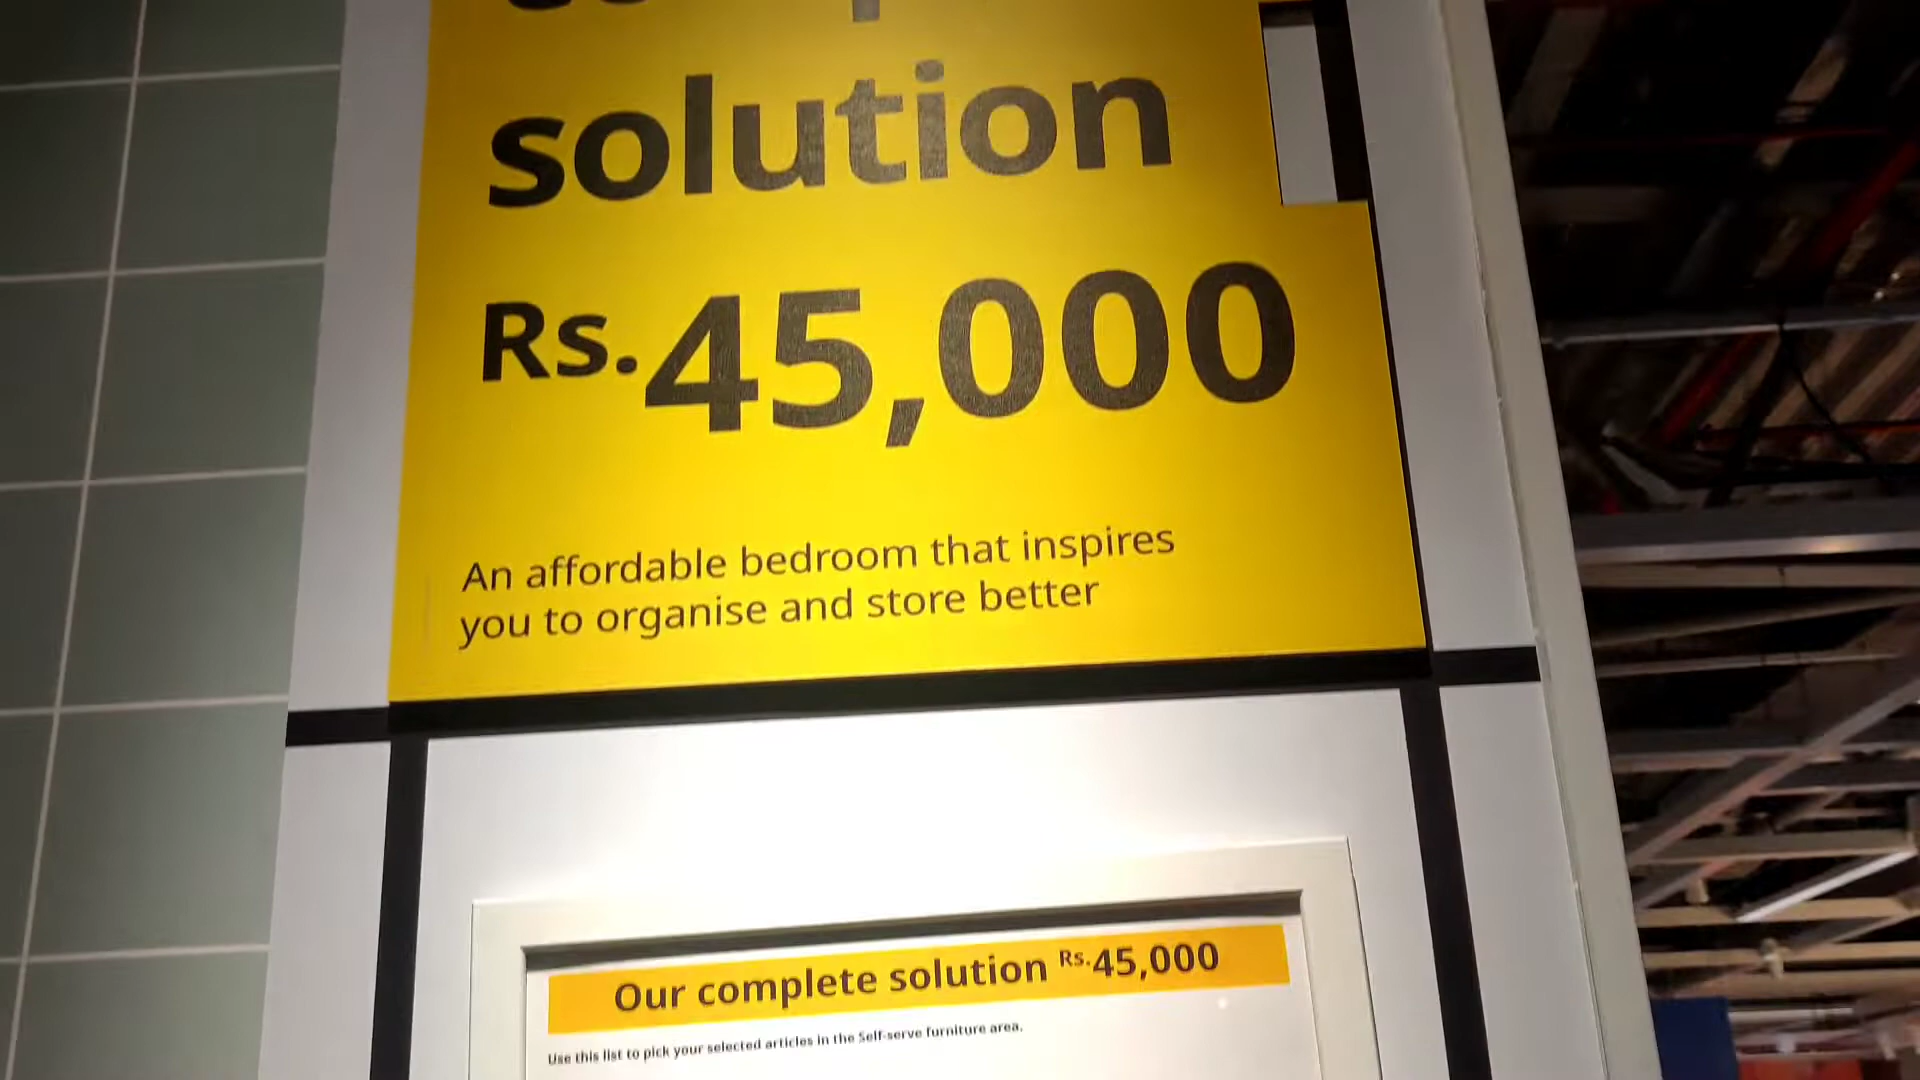 solution
Rs.45,000
An affordable bedroom that inspires
you to organise and store better
Our complete solution Rs.45,000
Use this list to pick your selected articles in the Self-serve furniture area.